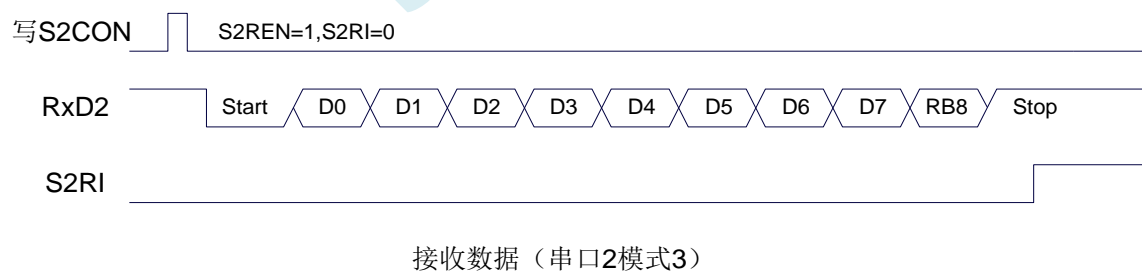 写S2CON S2REN=1,S2RI=0
RxD2 Start D0 D1 D2 D3 D4 D5 D6 D7 RB8 Stop
S2RI
接收数据（串口2模式3）